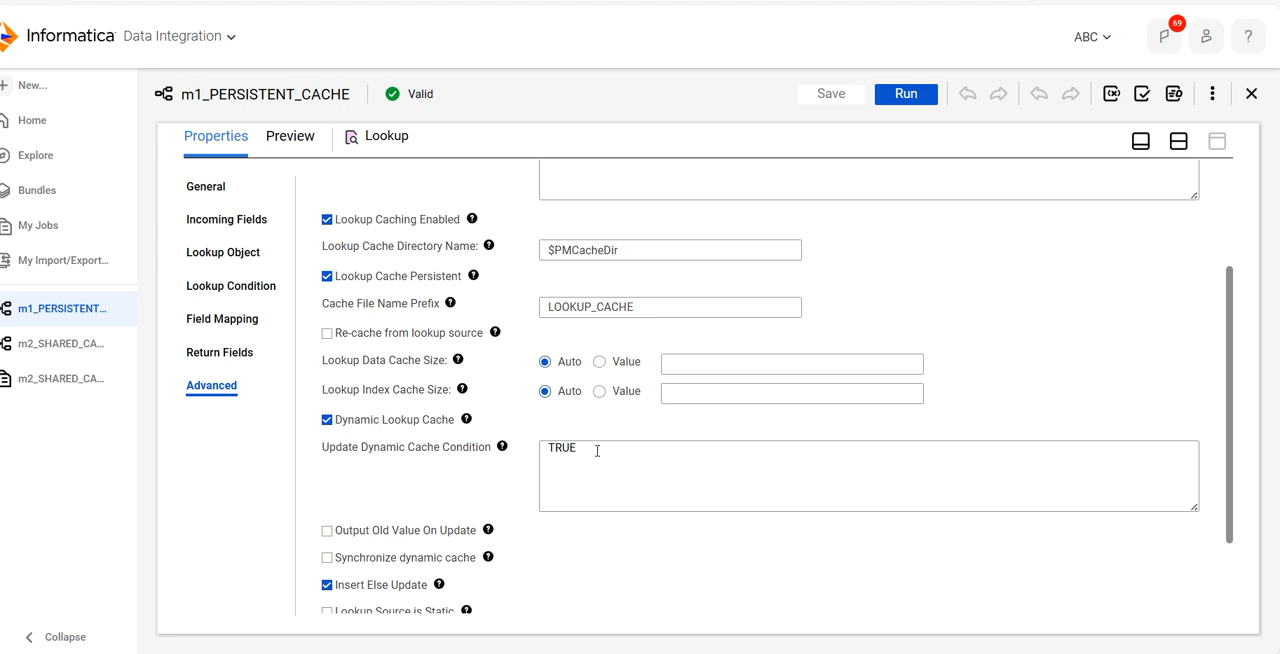 Informatica Data Integration
ABC
69
?
New...
Home
Explore
Bundles
My Jobs
My Import/Export...
m1_PERSISTENT...
m2_SHARED_CA...
m2_SHARED_CA...
Collapse
m1_PERSISTENT_CACHE
Valid
Save
Run
Properties
Preview
Lookup
General
Incoming Fields
Lookup Object
Lookup Condition
Field Mapping
Return Fields
Advanced
Lookup Caching Enabled ?
Lookup Cache Directory Name: ? $PMCacheDir
Lookup Cache Persistent ?
Cache File Name Prefix ? LOOKUP_CACHE
Re-cache from lookup source ?
Lookup Data Cache Size: ? Auto Value
Lookup Index Cache Size: ? Auto Value
Dynamic Lookup Cache ?
Update Dynamic Cache Condition ? TRUE
Output Old Value On Update ?
Synchronize dynamic cache ?
Insert Else Update ?
Lookup Source is Static ?